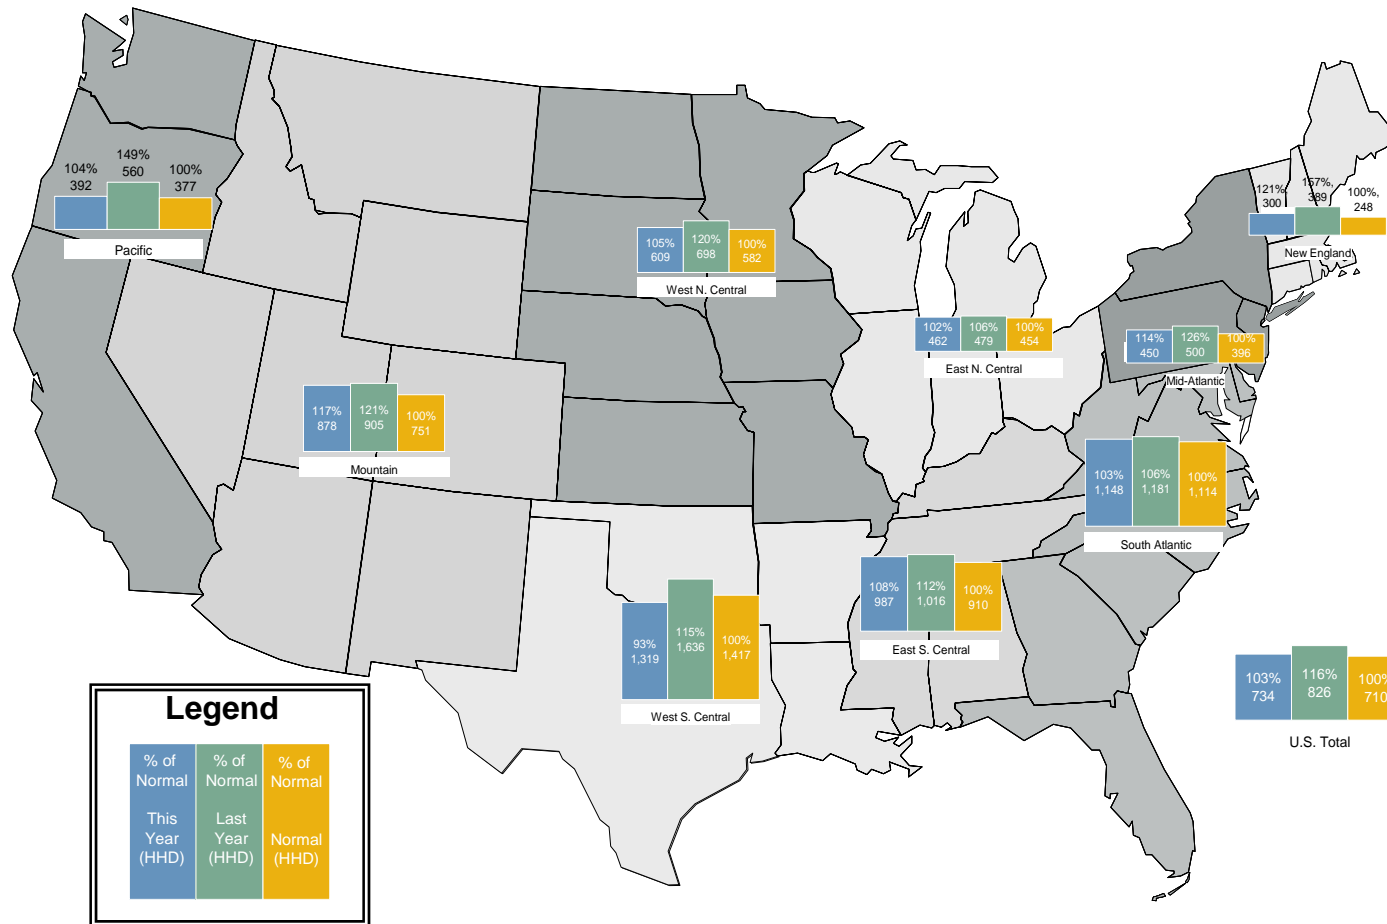 104%
392
149%
560
100%
377
Pacific
105%
609
120%
698
100%
582
West N. Central
121%
300
157%,
389
100%,
248
New England
102%
462
106%
479
100%
454
East N. Central
114%
450
126%
500
100%
396
Mid-Atlantic
117%
878
121%
905
100%
751
Mountain
103%
1,148
106%
1,181
100%
1,114
South Atlantic
93%
1,319
115%
1,636
100%
1,417
West S. Central
108%
987
112%
1,016
100%
910
East S. Central
103%
734
116%
826
100%
710
U.S. Total
Legend
% of
Normal
This
Year
(HHD)
% of
Normal
Last
Year
(HHD)
% of
Normal
Normal
(HHD)